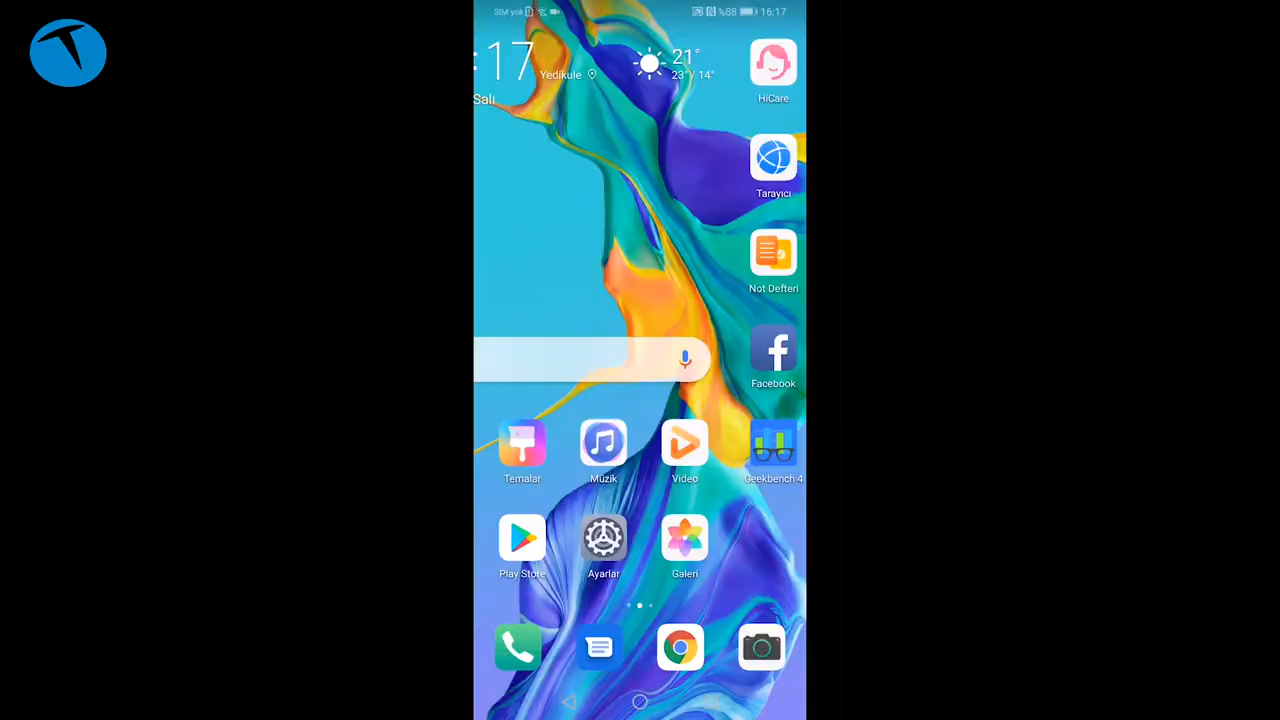 SIM yok
%88
16:17
:17
Yedikule
21°
23° / 14°
Salı
HiCare
Tarayıcı
Not Defteri
Facebook
Temalar
Müzik
Video
Geekbench 4
Play Store
Ayarlar
Galeri